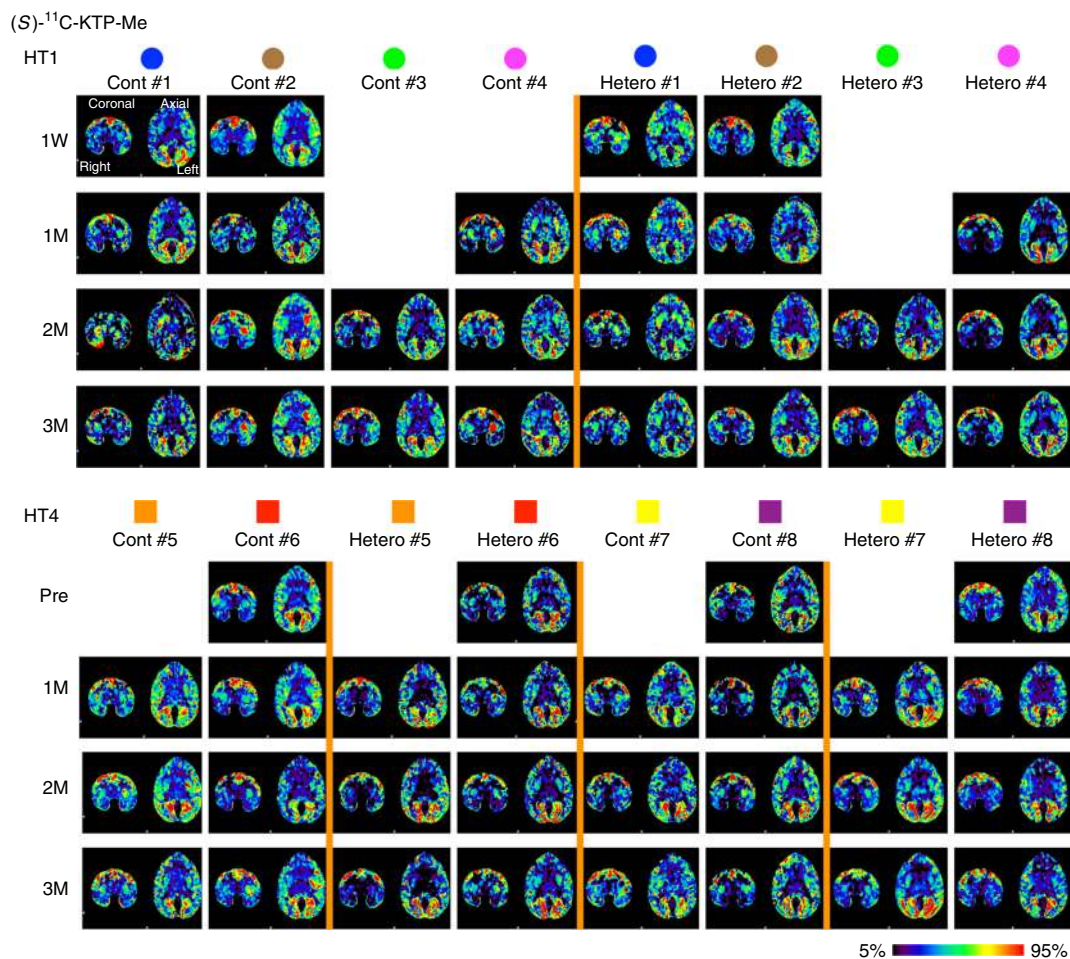 (S)-¹¹C-KTP-Me
HT1
Cont #1 Cont #2 Cont #3 Cont #4 Hetero #1 Hetero #2 Hetero #3 Hetero #4
Coronal Axial
1W
Right Left
1M
2M
3M
HT4
Cont #5 Cont #6 Hetero #5 Hetero #6 Cont #7 Cont #8 Hetero #7 Hetero #8
Pre
1M
2M
3M
5% 95%